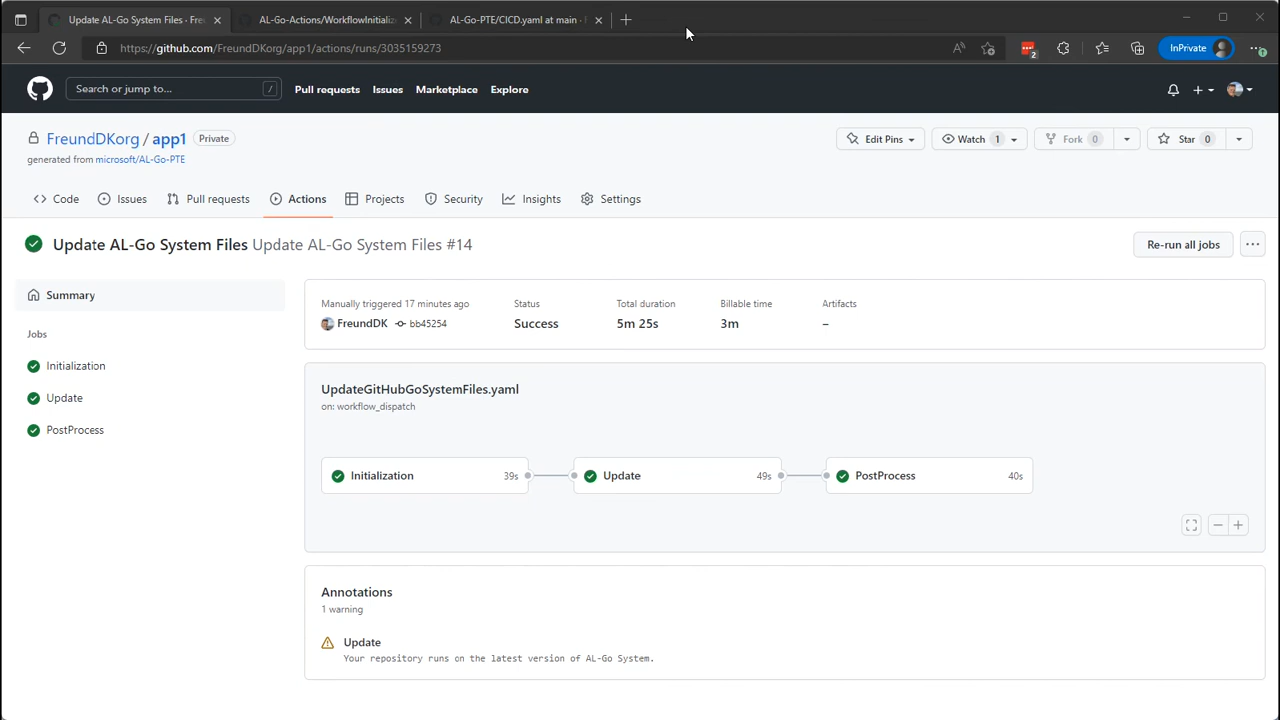 Update AL-Go System Files · Fre
AL-Go-Actions/WorkflowInitialize
AL-Go-PTE/CICD.yaml at main ·
https://github.com/FreundDKorg/app1/actions/runs/3035159273
2
InPrivate
Search or jump to...
/
Pull requests
Issues
Marketplace
Explore
FreundDKorg / app1
Private
Edit Pins
Watch 1
Fork 0
Star 0
generated from microsoft/AL-Go-PTE
Code
Issues
Pull requests
Actions
Projects
Security
Insights
Settings
Update AL-Go System Files Update AL-Go System Files #14
Re-run all jobs
Summary
Jobs
Initialization
Update
PostProcess
Manually triggered 17 minutes ago
FreundDK bb45254
Status
Success
Total duration
5m 25s
Billable time
3m
Artifacts
–
UpdateGitHubGoSystemFiles.yaml
on: workflow_dispatch
Initialization 39s
Update 49s
PostProcess 40s
Annotations
1 warning
Update
Your repository runs on the latest version of AL-Go System.